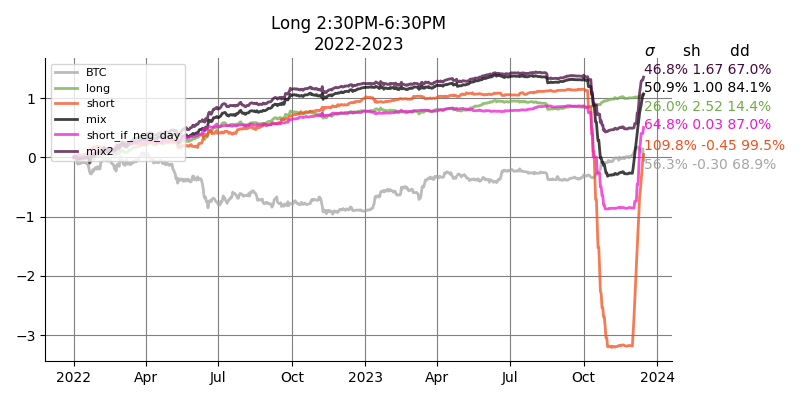 Long 2:30PM-6:30PM
2022-2023
σ sh dd
46.8% 1.67 67.0%
50.9% 1.00 84.1%
26.0% 2.52 14.4%
64.8% 0.03 87.0%
109.8% -0.45 99.5%
56.3% -0.30 68.9%
BTC
long
short
mix
short_if_neg_day
mix2
1
0
−1
−2
−3
2022 Apr Jul Oct 2023 Apr Jul Oct 2024